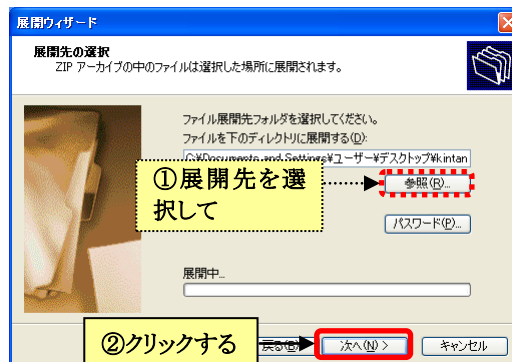 展開ウィザード
展開先の選択
ZIP アーカイブの中のファイルは選択した場所に展開されます。
ファイル展開先フォルダを選択してください。
ファイルを下のディレクトリに展開する(D):
C:¥Documents and Settings¥ユーザー¥デスクトップ¥kintan
①展開先を選
択して
参照(R)...
パスワード(P)...
展開中...
②クリックする
戻る(B)
次へ(N) >
キャンセル